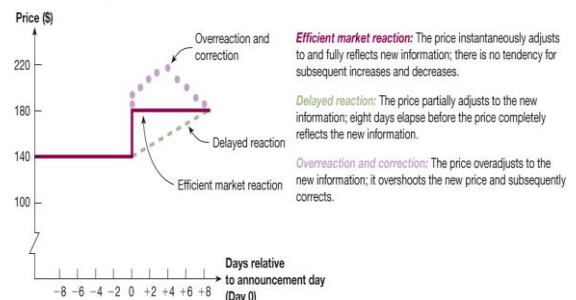 Price ($)
220
180
140
100
Overreaction and
correction
Delayed reaction
Efficient market reaction
-8 -6 -4 -2 0 +2 +4 +6 +8
Days relative
to announcement day
(Day 0)
Efficient market reaction: The price instantaneously adjusts
to and fully reflects new information; there is no tendency for
subsequent increases and decreases.
Delayed reaction: The price partially adjusts to the new
information; eight days elapse before the price completely
reflects the new information.
Overreaction and correction: The price overadjusts to the
new information; it overshoots the new price and subsequently
corrects.